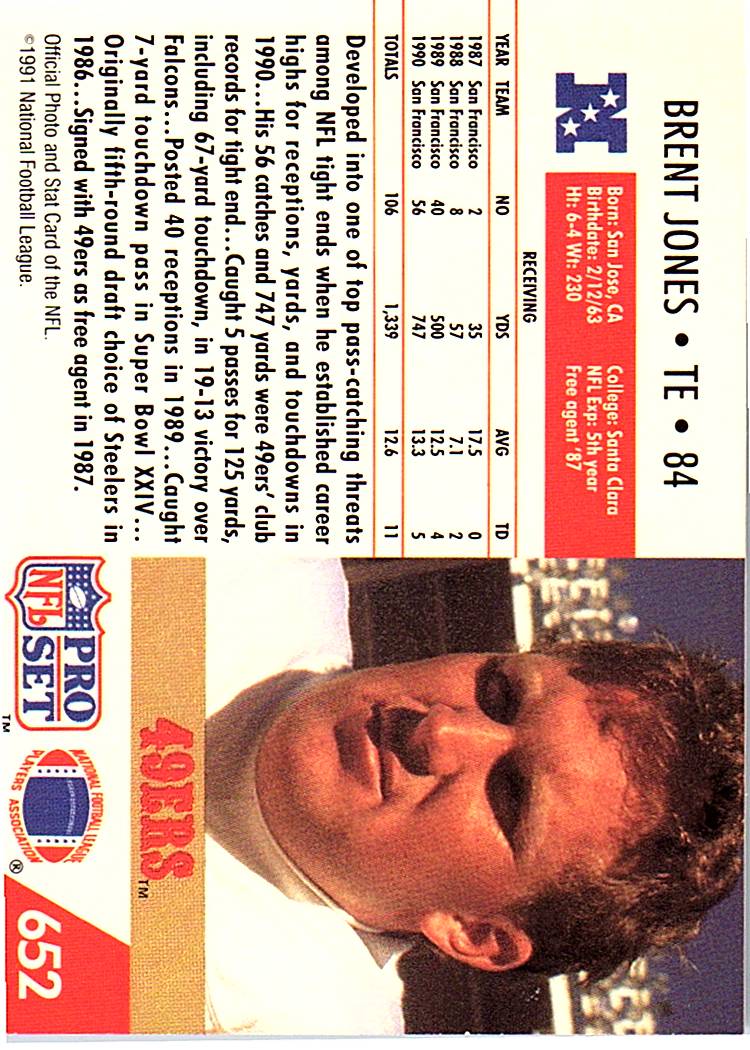 BRENT JONES • TE • 84
N
Born: San Jose, CA
Birthdate: 2/12/63
Ht: 6-4 Wt: 230
College: Santa Clara
NFL Exp: 5th year
Free agent '87
RECEIVING
YEAR TEAM NO YDS AVG TD
1987 San Francisco 2 35 17.5 0
1988 San Francisco 8 57 7.1 2
1989 San Francisco 40 500 12.5 4
1990 San Francisco 56 747 13.3 5
TOTALS 106 1,339 12.6 11
Developed into one of top pass-catching threats
among NFL tight ends when he established career
highs for receptions, yards, and touchdowns in
1990...His 56 catches and 747 yards were 49ers' club
records for tight end...Caught 5 passes for 125 yards,
including 67-yard touchdown, in 19-13 victory over
Falcons...Posted 40 receptions in 1989...Caught
7-yard touchdown pass in Super Bowl XXIV...
Originally fifth-round draft choice of Steelers in
1986...Signed with 49ers as free agent in 1987.
Official Photo and Stat Card of the NFL.
©1991 National Football League.
49ERS™
PRO
NFL SET™
NATIONAL FOOTBALL LEAGUE
PLAYERS ASSOCIATION
®
652